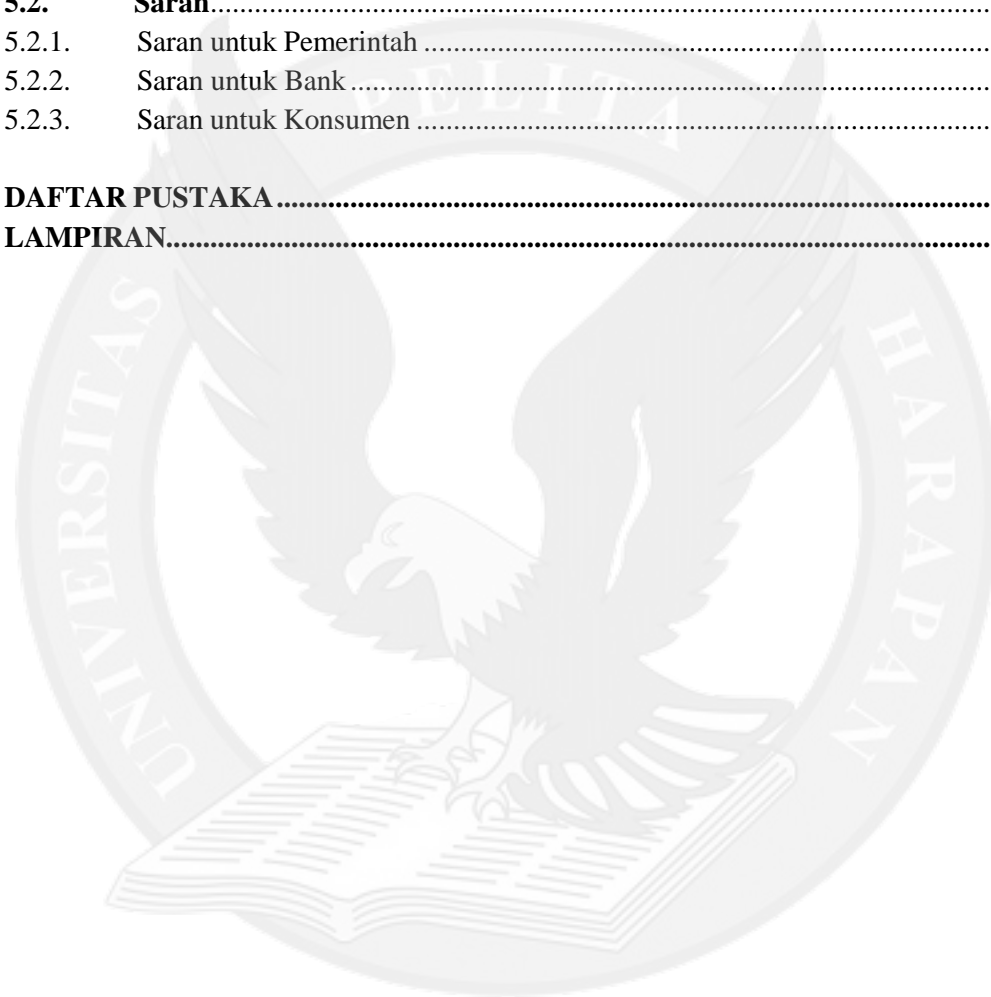 5.2. Saran........................................................................................................
5.2.1. Saran untuk Pemerintah ..............................................................................
5.2.2. Saran untuk Bank ........................................................................................
5.2.3. Saran untuk Konsumen ...............................................................................
DAFTAR PUSTAKA.................................................................................................
LAMPIRAN................................................................................................................
UNIVERSITAS PELITA HARAPAN